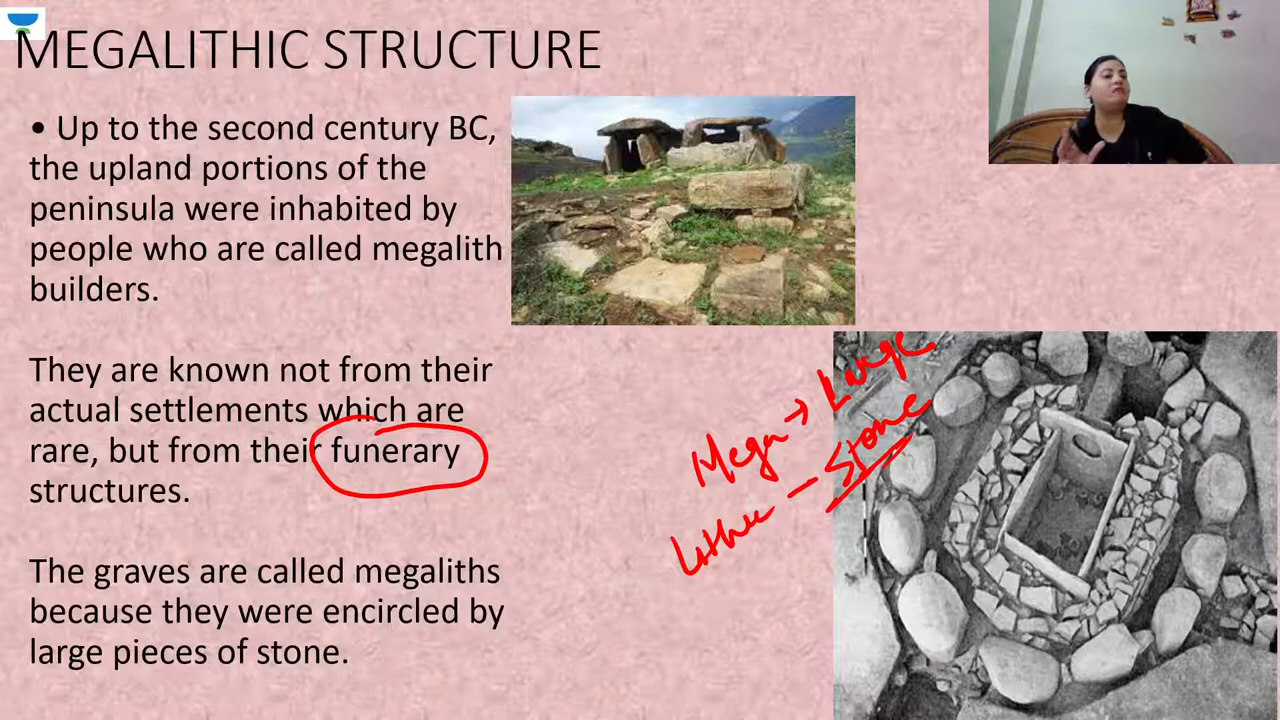 MEGALITHIC STRUCTURE
• Up to the second century BC,
the upland portions of the
peninsula were inhabited by
people who are called megalith
builders.
They are known not from their
actual settlements which are
rare, but from their funerary
structures.
The graves are called megaliths
because they were encircled by
large pieces of stone.
Mega → Large
Lithic — Stone